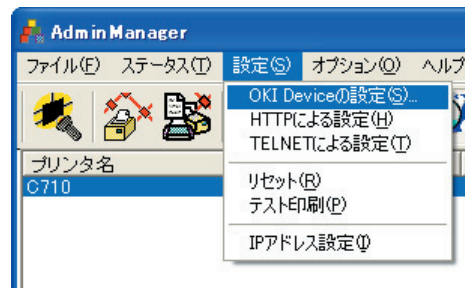 AdminManager
ファイル(F) ステータス(T) 設定(S) オプション(O) ヘルプ
OKI Deviceの設定(S)...
HTTPによる設定(H)
TELNETによる設定(T)
プリンタ名
C710
リセット(R)
テスト印刷(P)
IPアドレス設定(I)